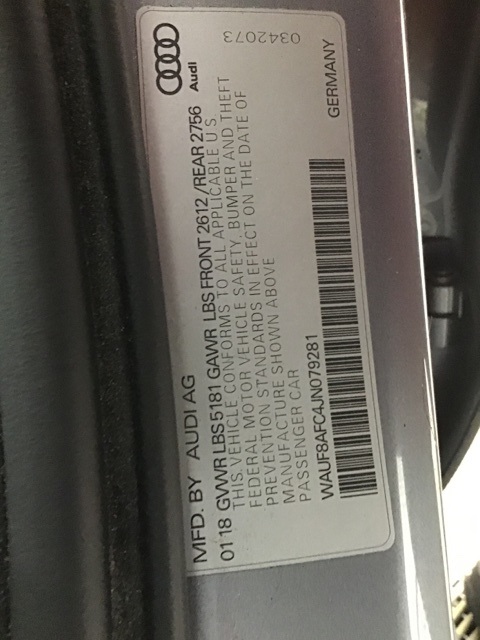 MFD. BY AUDI AG
Audi
01 18 GVWR LBS 5181 GAWR LBS FRONT 2612 /REAR 2756
THIS VEHICLE CONFORMS TO ALL APPLICABLE U.S.
FEDERAL MOTOR VEHICLE SAFETY, BUMPER AND THEFT
PREVENTION STANDARDS IN EFFECT ON THE DATE OF
MANUFACTURE SHOWN ABOVE
PASSENGER CAR
0342073
WAUF8AFC4JN079281
GERMANY